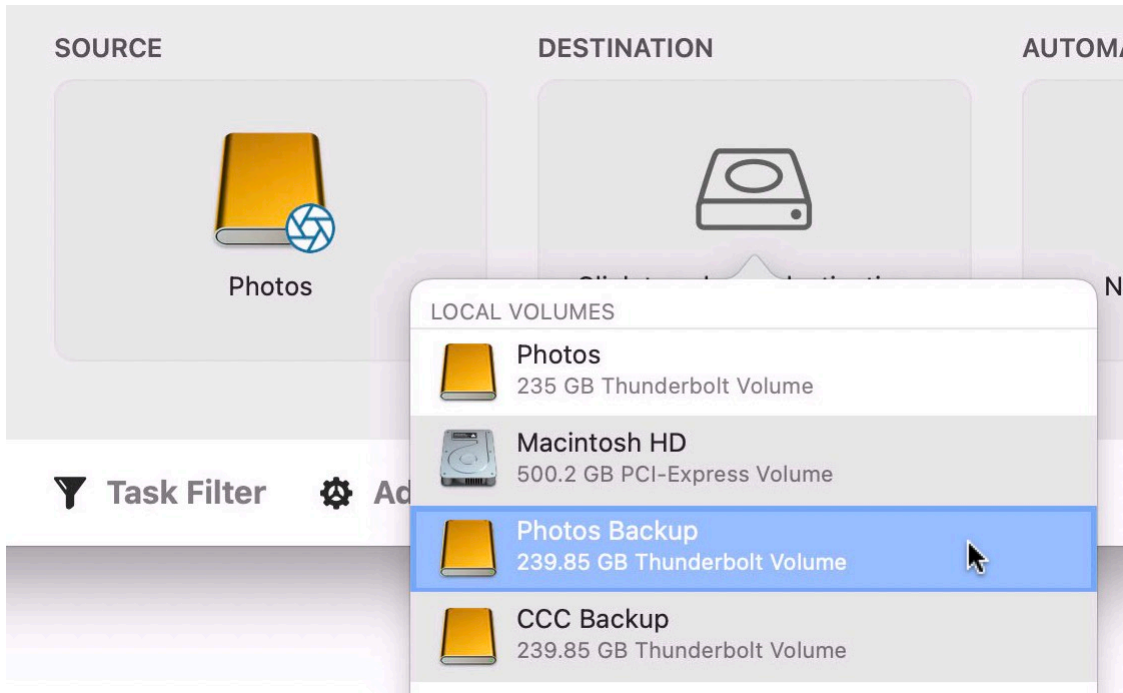 SOURCE
DESTINATION
Photos
LOCAL VOLUMES
Photos
235 GB Thunderbolt Volume
Macintosh HD
500.2 GB PCI-Express Volume
Photos Backup
239.85 GB Thunderbolt Volume
CCC Backup
239.85 GB Thunderbolt Volume
Task Filter